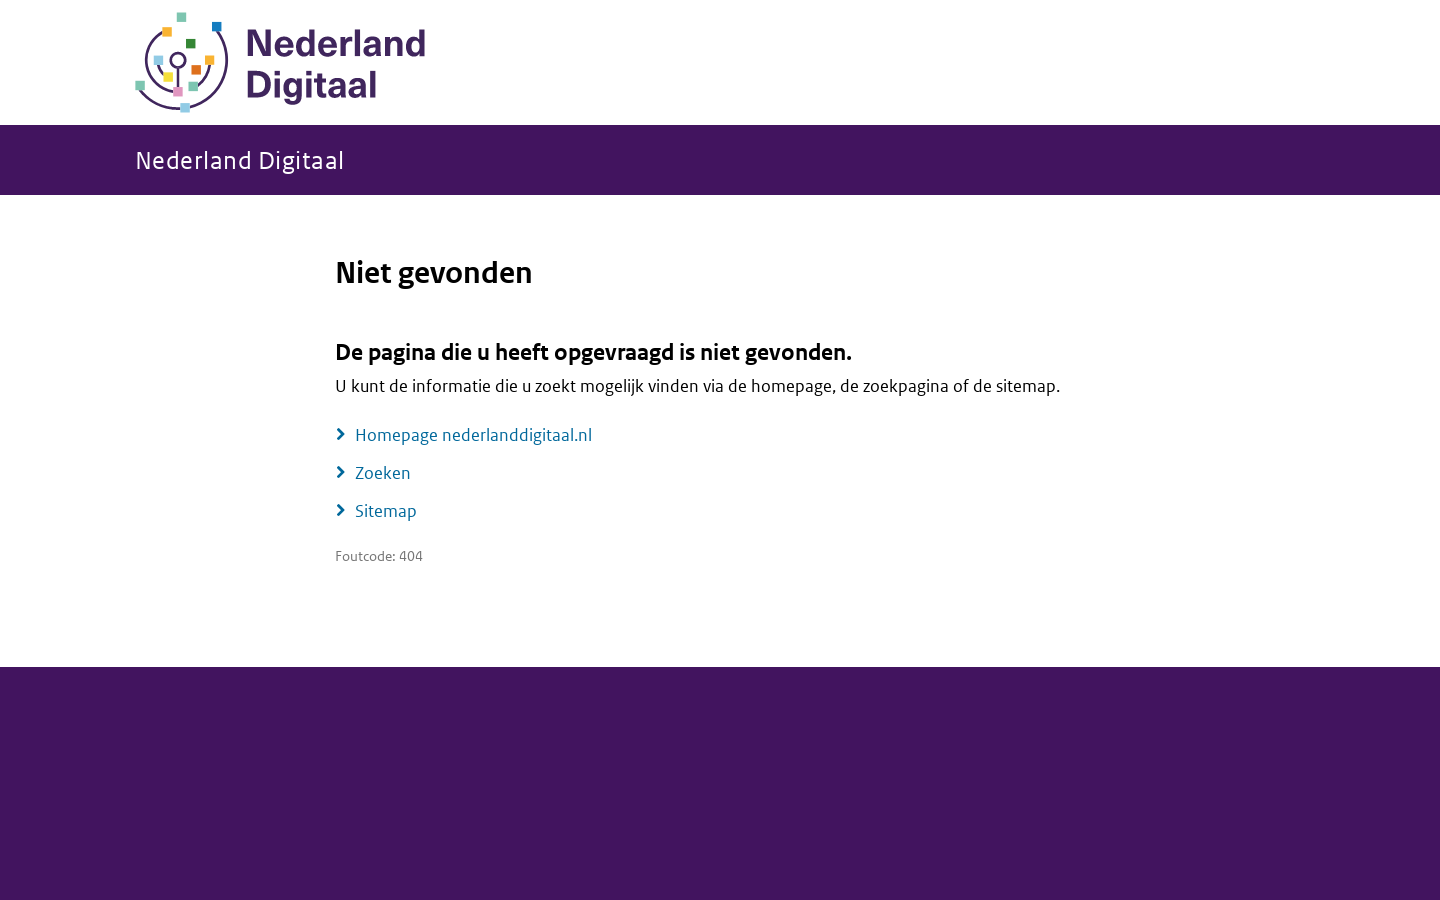 Nederland
Digitaal
Nederland Digitaal
Niet gevonden
De pagina die u heeft opgevraagd is niet gevonden.
U kunt de informatie die u zoekt mogelijk vinden via de homepage, de zoekpagina of de sitemap.
Homepage nederlanddigitaal.nl
Zoeken
Sitemap
Foutcode: 404